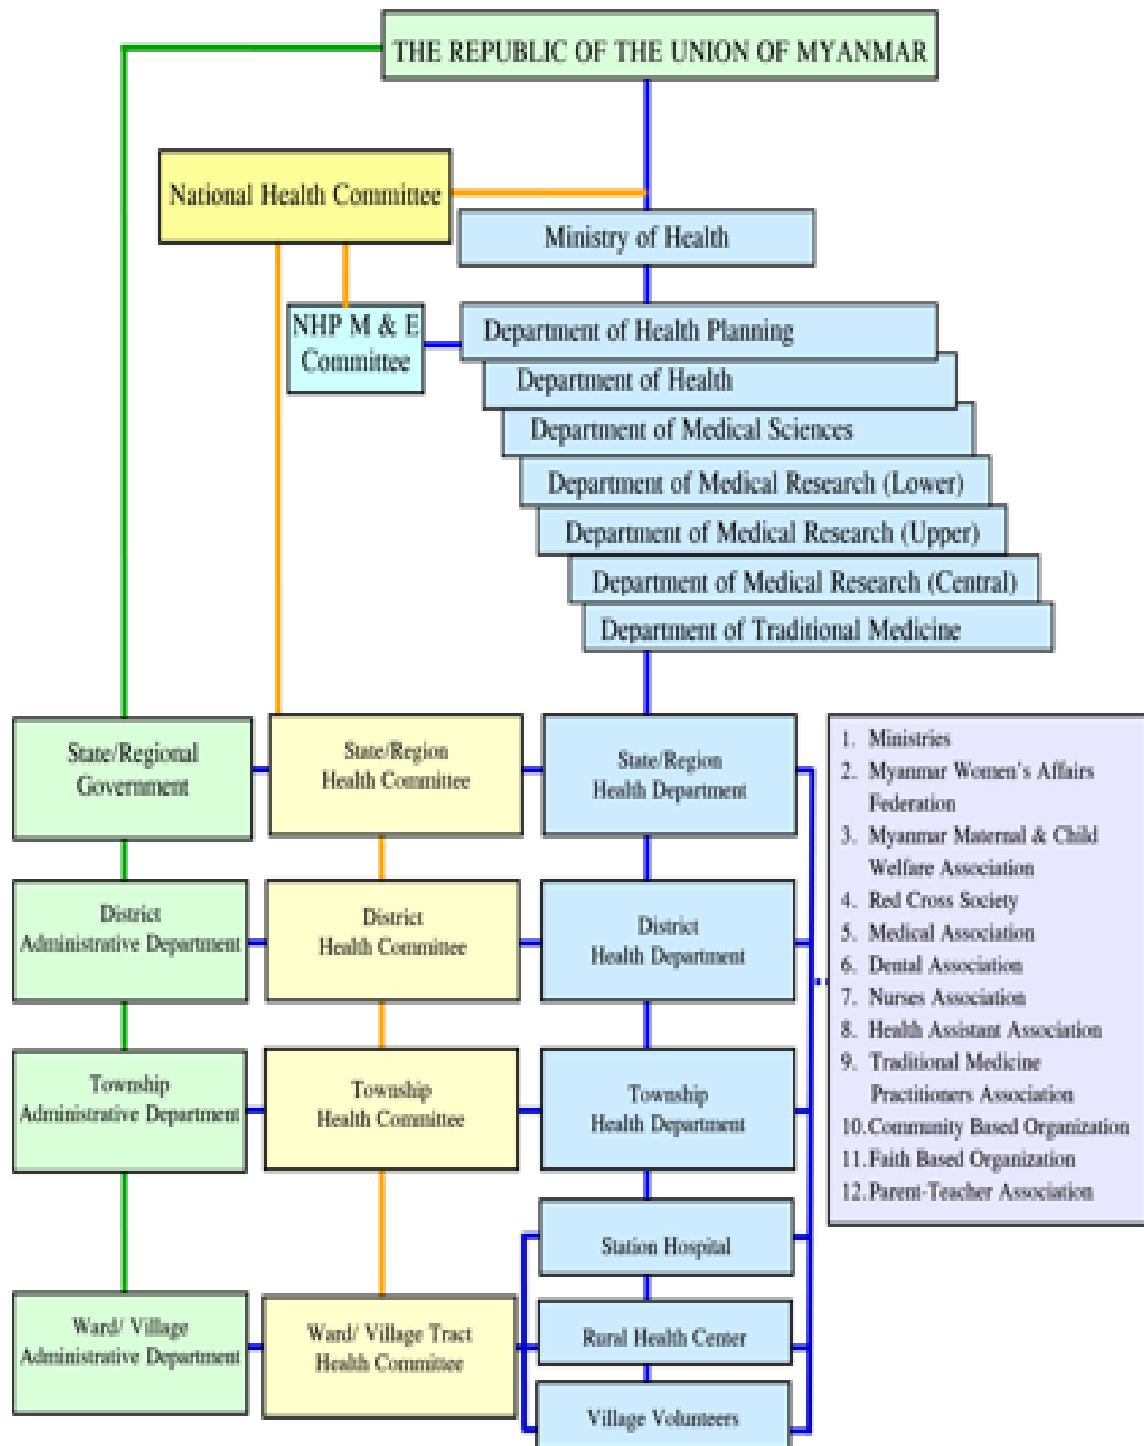 THE REPUBLIC OF THE UNION OF MYANMAR
National Health Committee
Ministry of Health
NHP M & E
Committee
Department of Health Planning
Department of Health
Department of Medical Sciences
Department of Medical Research (Lower)
Department of Medical Research (Upper)
Department of Medical Research (Central)
Department of Traditional Medicine
State/Regional
Government
State/Region
Health Committee
State/Region
Health Department
District
Administrative Department
District
Health Committee
District
Health Department
Township
Administrative Department
Township
Health Committee
Township
Health Department
Station Hospital
Ward/ Village
Administrative Department
Ward/ Village Tract
Health Committee
Rural Health Center
Village Volunteers
1. Ministries
2. Myanmar Women's Affairs
Federation
3. Myanmar Maternal & Child
Welfare Association
4. Red Cross Society
5. Medical Association
6. Dental Association
7. Nurses Association
8. Health Assistant Association
9. Traditional Medicine
Practitioners Association
10.Community Based Organization
11.Faith Based Organization
12.Parent-Teacher Association